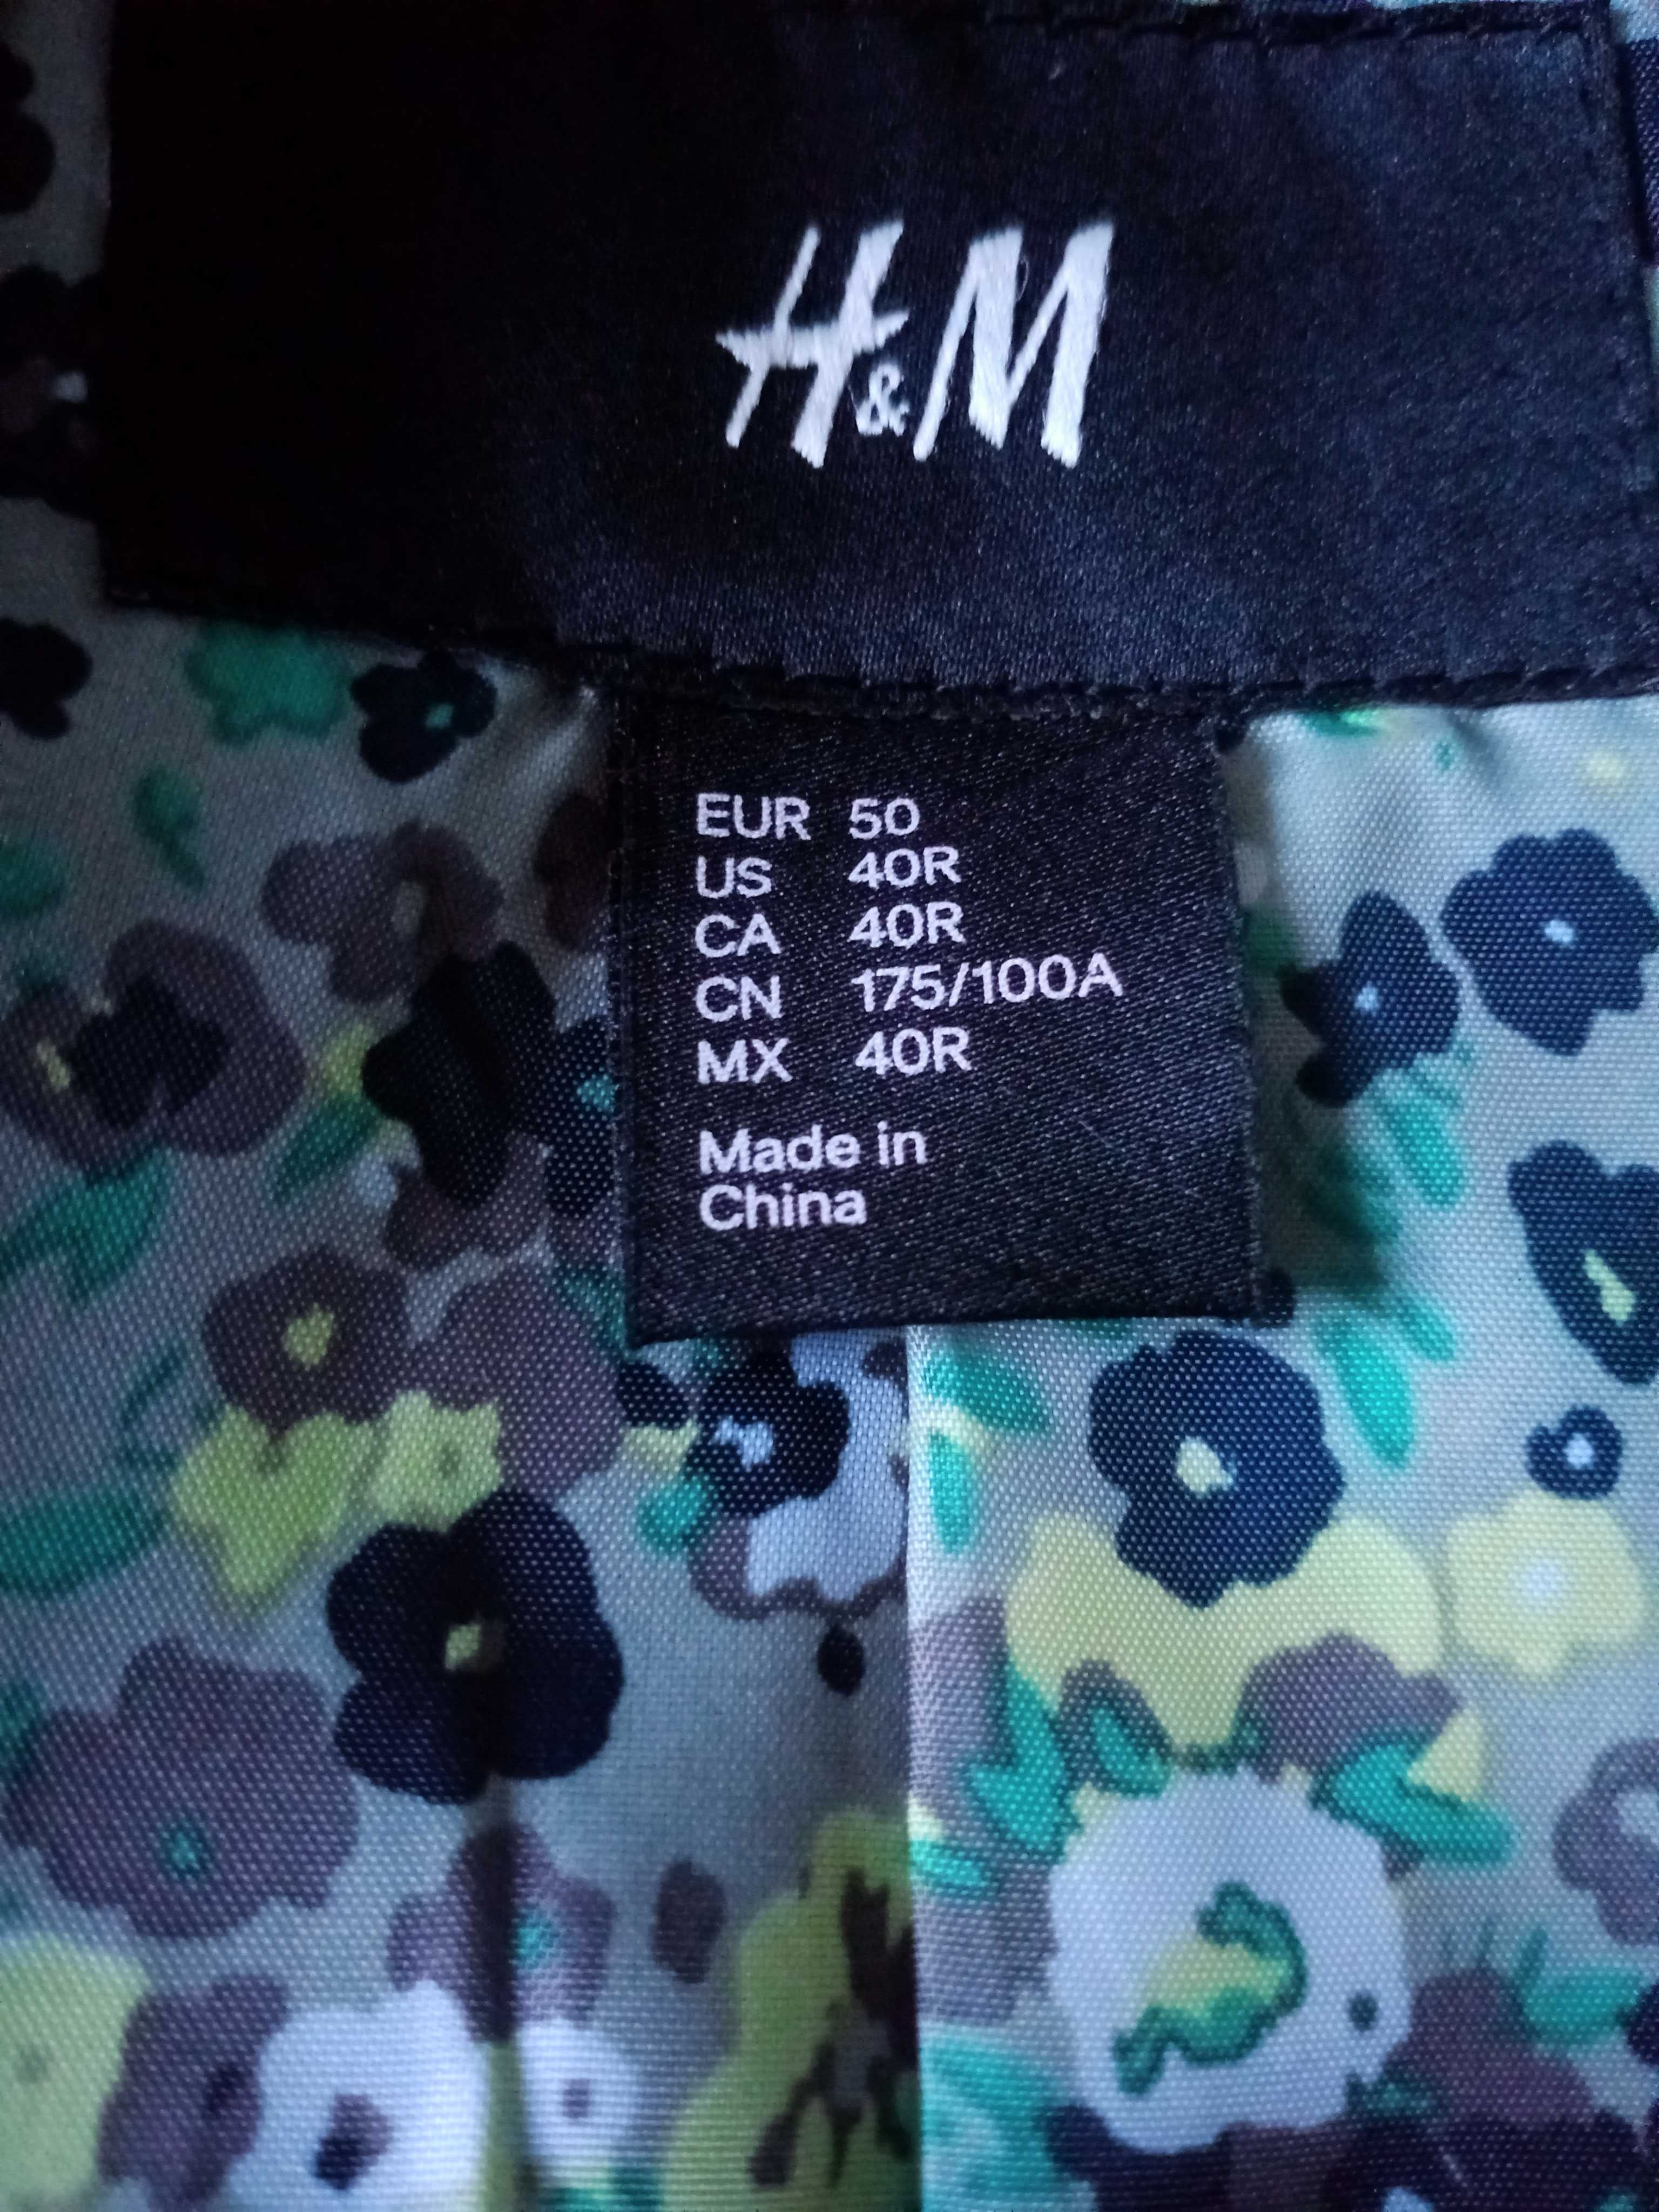 H&M
EUR 50
US 40R
CA 40R
CN 175/100A
MX 40R
Made in
China